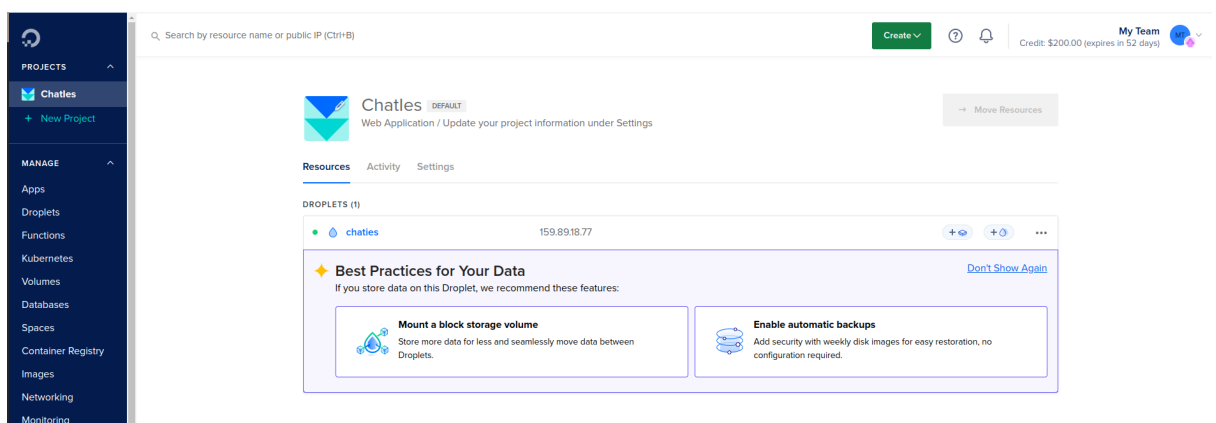 Search by resource name or public IP (Ctrl+B)
Create
?
My Team
Credit: $200.00 (expires in 52 days)
MT
PROJECTS
Chatles
+ New Project
MANAGE
Apps
Droplets
Functions
Kubernetes
Volumes
Databases
Spaces
Container Registry
Images
Networking
Monitoring
Chatles DEFAULT
Web Application / Update your project information under Settings
→ Move Resources
Resources Activity Settings
DROPLETS (1)
chaties 159.89.18.77
Best Practices for Your Data
Don't Show Again
If you store data on this Droplet, we recommend these features:
Mount a block storage volume
Store more data for less and seamlessly move data between
Droplets.
Enable automatic backups
Add security with weekly disk images for easy restoration, no
configuration required.